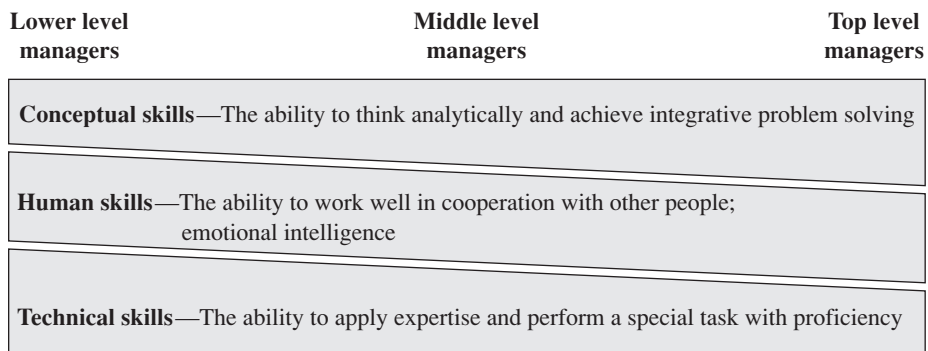 Lower level managers
Middle level managers
Top level managers
Conceptual skills—The ability to think analytically and achieve integrative problem solving
Human skills—The ability to work well in cooperation with other people;
emotional intelligence
Technical skills—The ability to apply expertise and perform a special task with proficiency